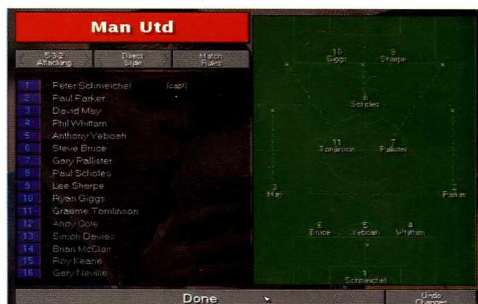 Man Utd
5-3-2 Attacking
Direct Style
Match Rules
1 Peter Schmeichel (capt)
2 Paul Parker
3 David May
4 Phil Whittam
5 Anthony Yeboah
6 Steve Bruce
7 Gary Pallister
8 Paul Scholes
9 Lee Sharpe
10 Ryan Giggs
11 Graeme Tomlinson
12 Andy Cole
13 Simon Davies
14 Brian McClair
15 Roy Keane
16 Gary Neville
10 Giggs
9 Sharpe
8 Scholes
11 Tomlinson
7 Pallister
3 May
2 Parker
6 Bruce
5 Yeboah
4 Whittam
1 Schmeichel
Done
Undo Changes